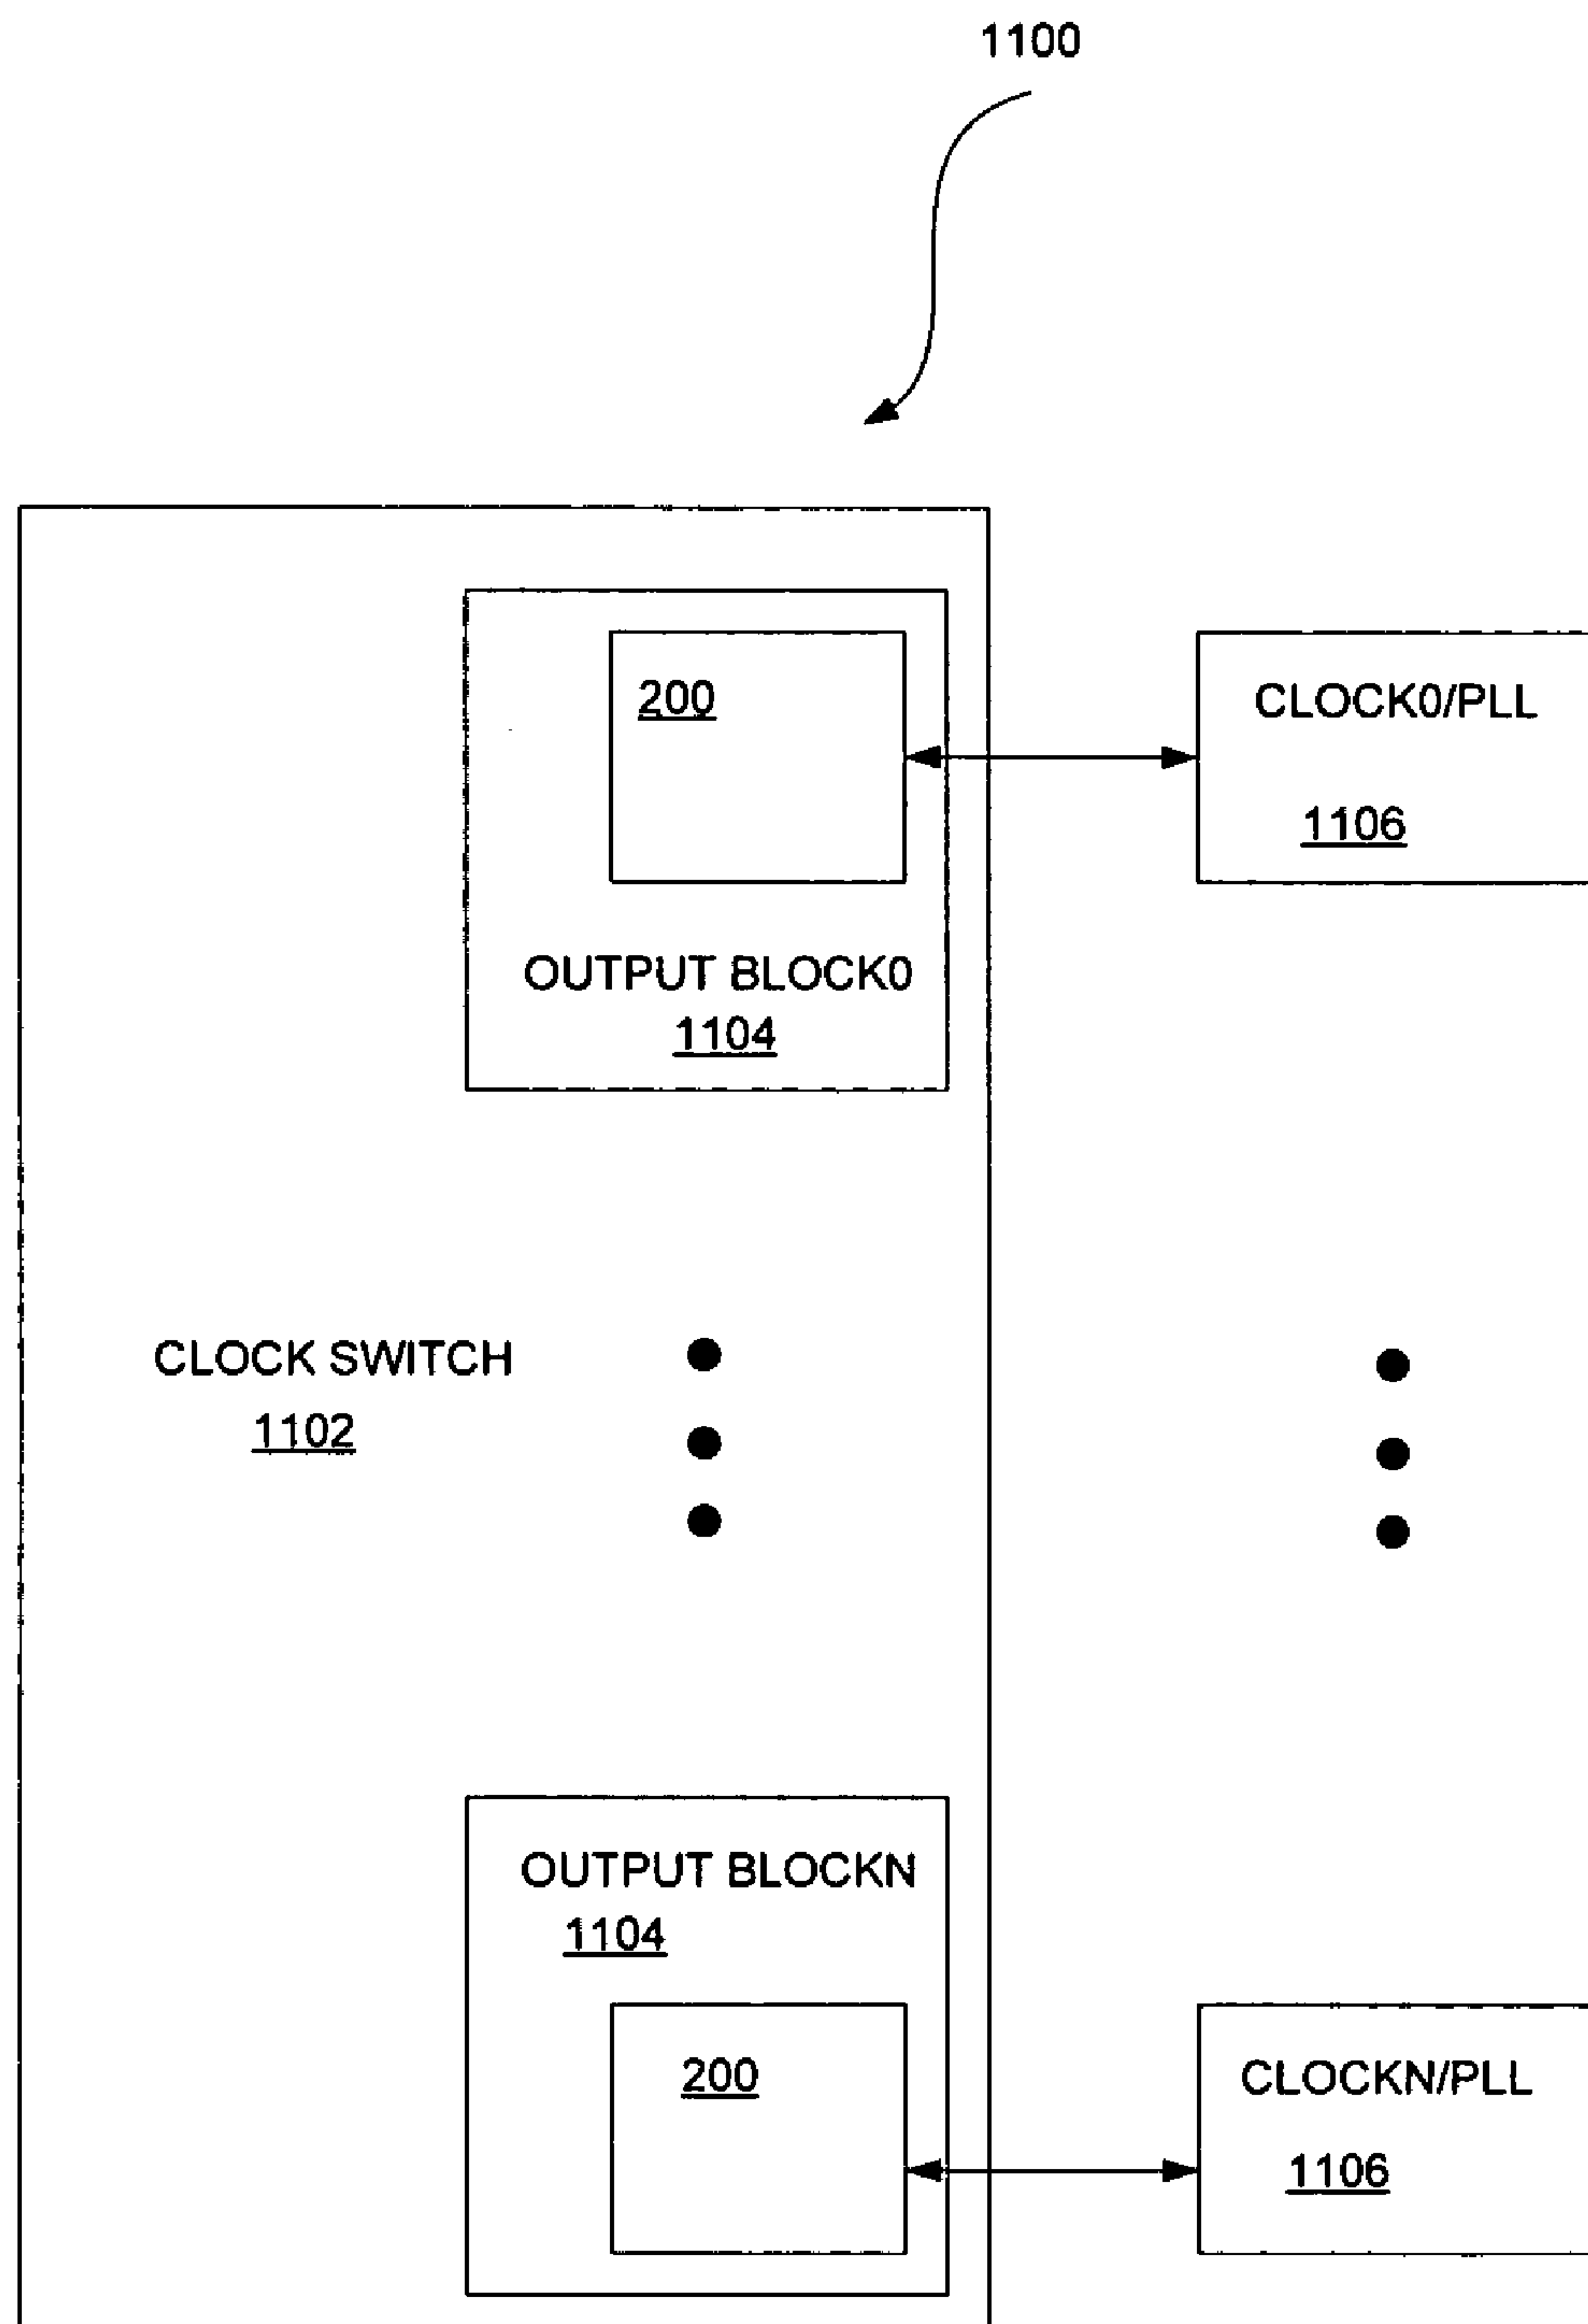 1100
200
CLOCK0/PLL
1106
OUTPUT BLOCK0
1104
CLOCK SWITCH
1102
OUTPUT BLOCKN
1104
200
CLOCKN/PLL
1106